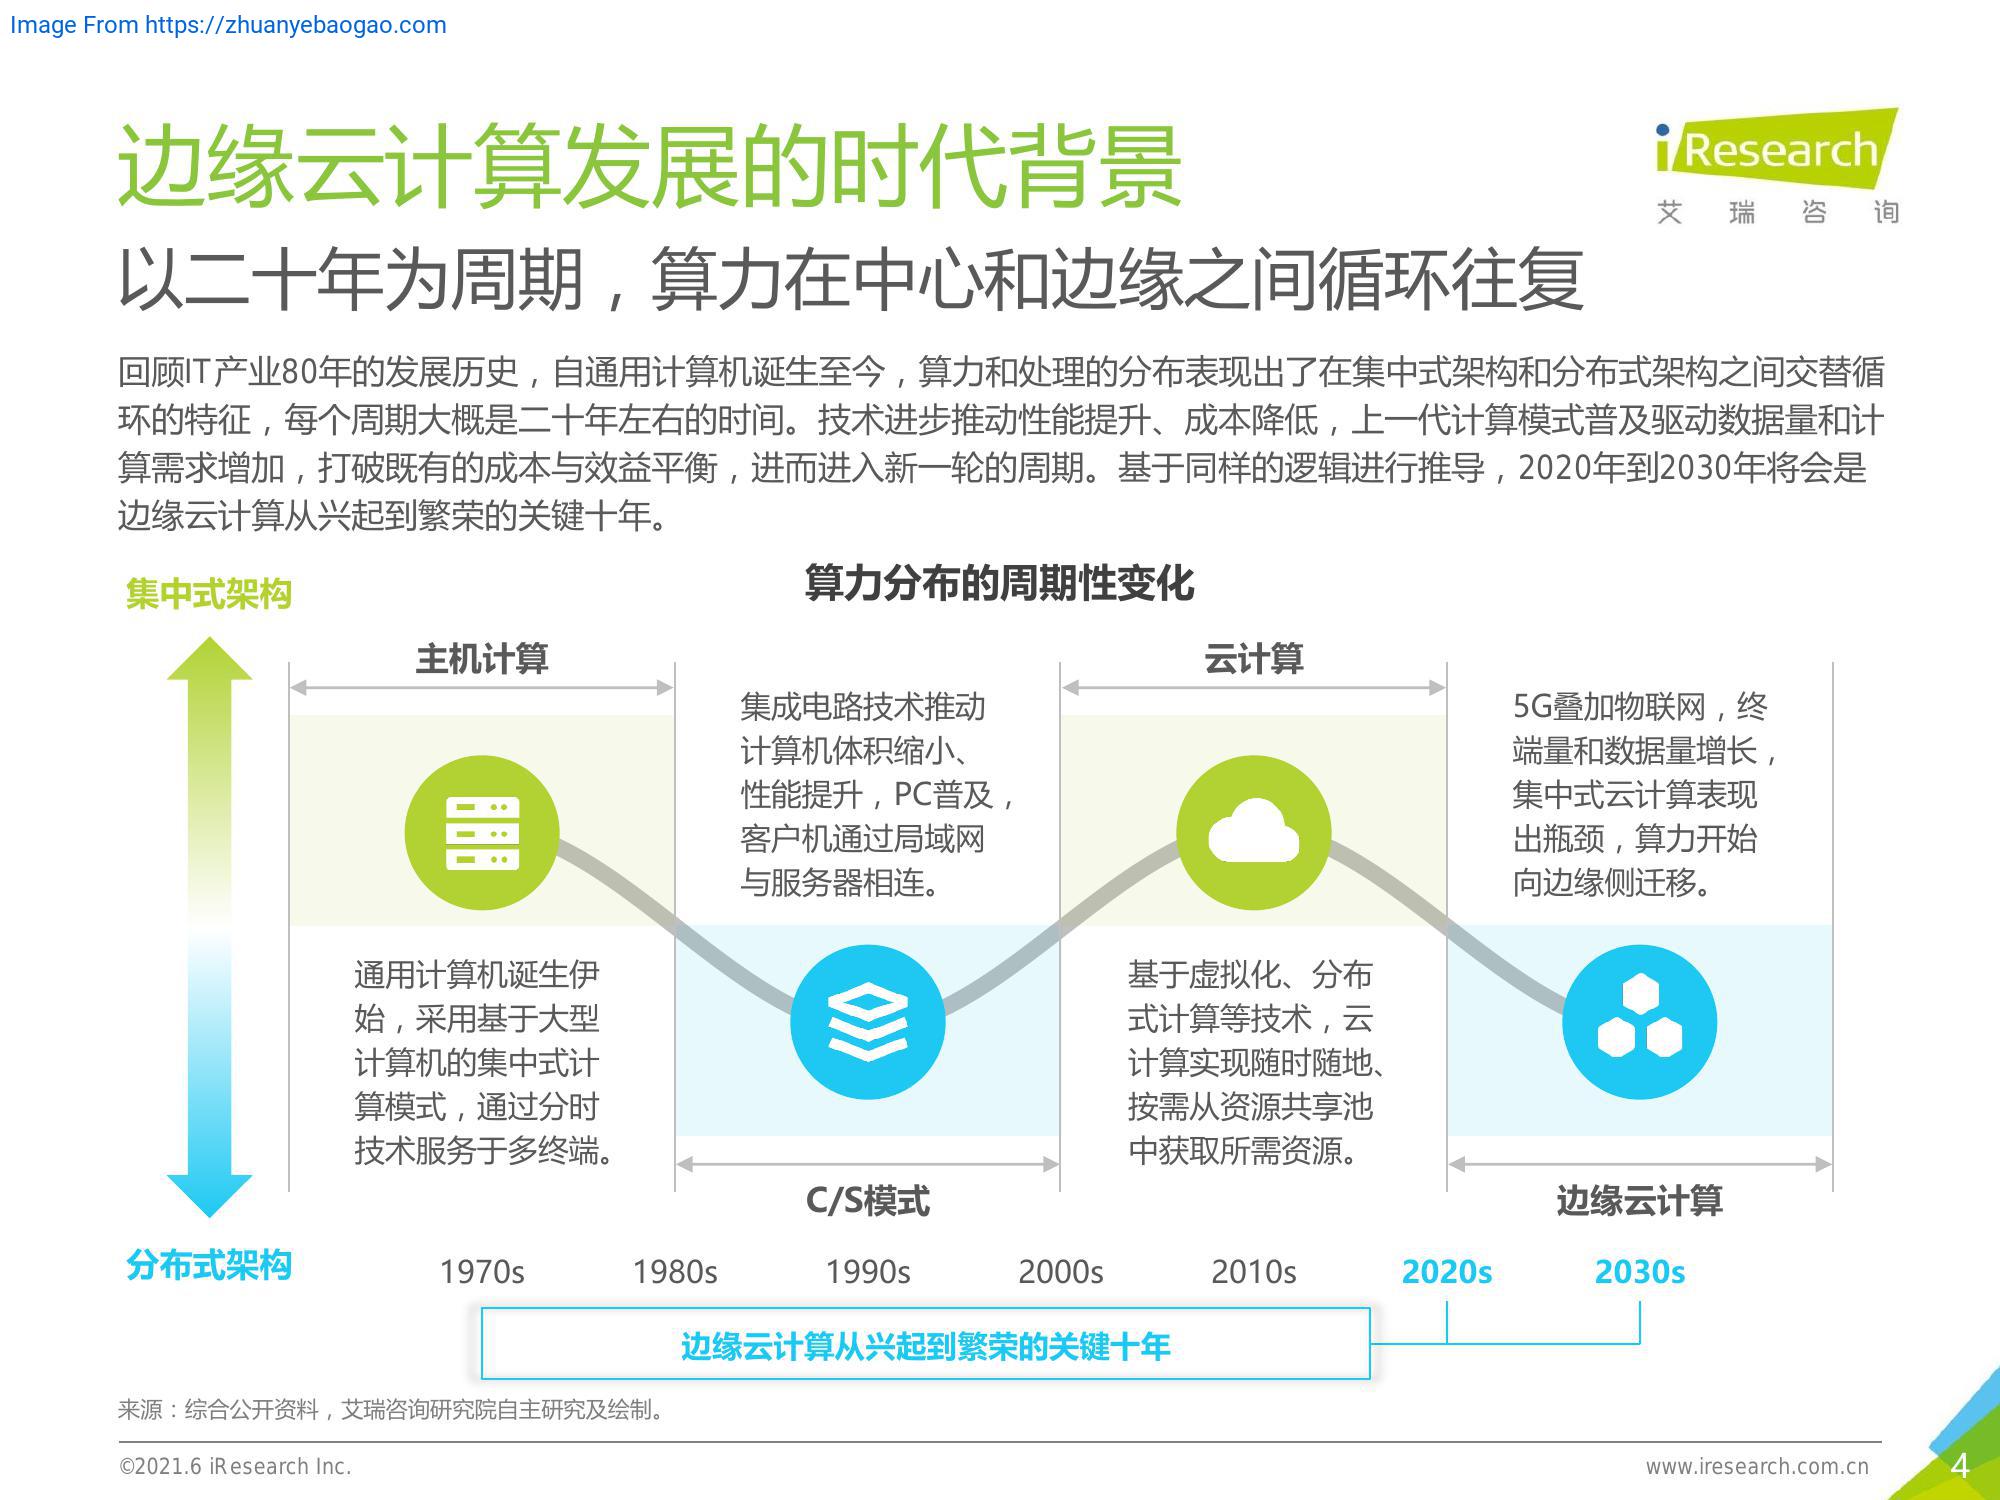 Image From https://zhuanyebaogao.com
边缘云计算发展的时代背景
iResearch
艾瑞咨询
以二十年为周期，算力在中心和边缘之间循环往复
回顾IT产业80年的发展历史，自通用计算机诞生至今，算力和处理的分布表现出了在集中式架构和分布式架构之间交替循
环的特征，每个周期大概是二十年左右的时间。技术进步推动性能提升、成本降低，上一代计算模式普及驱动数据量和计
算需求增加，打破既有的成本与效益平衡，进而进入新一轮的周期。基于同样的逻辑进行推导，2020年到2030年将会是
边缘云计算从兴起到繁荣的关键十年。
算力分布的周期性变化
集中式架构
主机计算
通用计算机诞生伊
始，采用基于大型
计算机的集中式计
算模式，通过分时
技术服务于多终端。
集成电路技术推动
计算机体积缩小、
性能提升，PC普及，
客户机通过局域网
与服务器相连。
C/S模式
云计算
基于虚拟化、分布
式计算等技术，云
计算实现随时随地、
按需从资源共享池
中获取所需资源。
5G叠加物联网，终
端量和数据量增长，
集中式云计算表现
出瓶颈，算力开始
向边缘侧迁移。
边缘云计算
分布式架构
1970s 1980s 1990s 2000s 2010s 2020s 2030s
边缘云计算从兴起到繁荣的关键十年
来源：综合公开资料，艾瑞咨询研究院自主研究及绘制。
©2021.6 iResearch Inc.
www.iresearch.com.cn
4